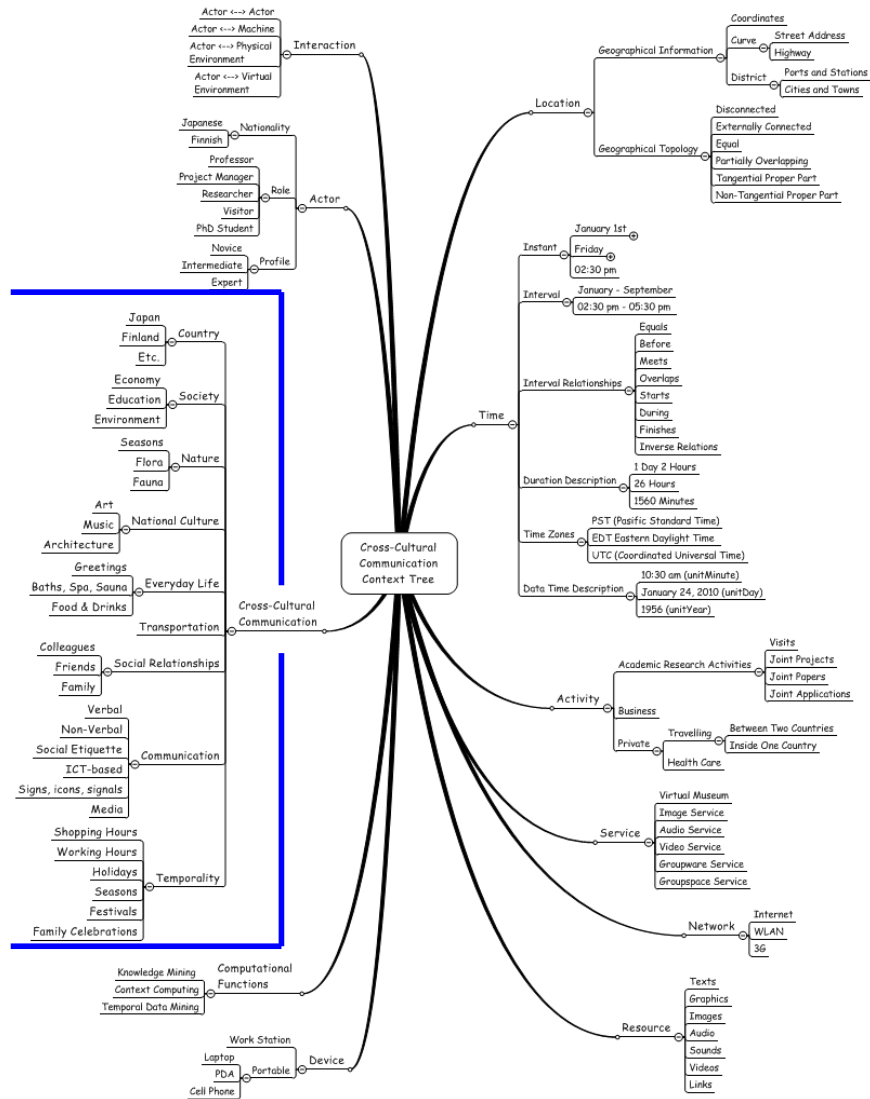 Cross-Cultural
Communication
Context Tree
Interaction
Actor <--> Actor
Actor <--> Machine
Actor <--> Physical
Environment
Actor <--> Virtual
Environment
Actor
Nationality
Japanese
Finnish
Role
Professor
Project Manager
Researcher
Visitor
PhD Student
Profile
Novice
Intermediate
Expert
Cross-Cultural
Communication
Country
Japan
Finland
Etc.
Society
Economy
Education
Environment
Nature
Seasons
Flora
Fauna
National Culture
Art
Music
Architecture
Everyday Life
Greetings
Baths, Spa, Sauna
Food & Drinks
Transportation
Social Relationships
Colleagues
Friends
Family
Communication
Verbal
Non-Verbal
Social Etiquette
ICT-based
Signs, icons, signals
Media
Temporality
Shopping Hours
Working Hours
Holidays
Seasons
Festivals
Family Celebrations
Computational
Functions
Knowledge Mining
Context Computing
Temporal Data Mining
Device
Work Station
Portable
Laptop
PDA
Cell Phone
Location
Geographical Information
Coordinates
Curve
Street Address
Highway
District
Ports and Stations
Cities and Towns
Geographical Topology
Disconnected
Externally Connected
Equal
Partially Overlapping
Tangential Proper Part
Non-Tangential Proper Part
Time
Instant
January 1st
Friday
02:30 pm
Interval
January - September
02:30 pm - 05:30 pm
Interval Relationships
Equals
Before
Meets
Overlaps
Starts
During
Finishes
Inverse Relations
Duration Description
1 Day 2 Hours
26 Hours
1560 Minutes
Time Zones
PST (Pasific Standard Time)
EDT Eastern Daylight Time
UTC (Coordinated Universal Time)
Data Time Description
10:30 am (unitMinute)
January 24, 2010 (unitDay)
1956 (unitYear)
Activity
Academic Research Activities
Visits
Joint Projects
Joint Papers
Joint Applications
Business
Private
Travelling
Between Two Countries
Inside One Country
Health Care
Service
Virtual Museum
Image Service
Audio Service
Video Service
Groupware Service
Groupspace Service
Network
Internet
WLAN
3G
Resource
Texts
Graphics
Images
Audio
Sounds
Videos
Links